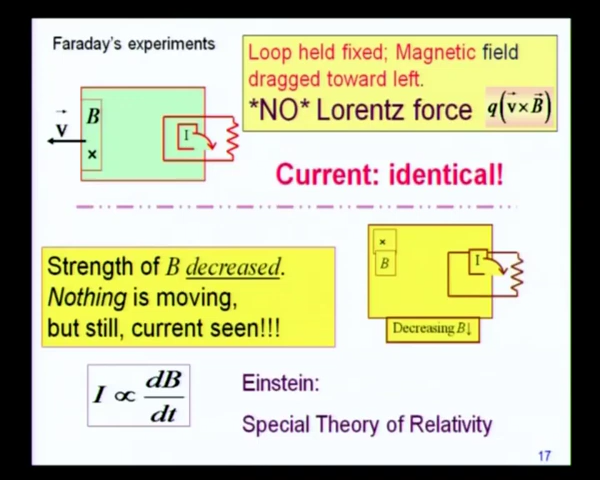 Faraday's experiments
Loop held fixed; Magnetic field
dragged toward left.
*NO* Lorentz force q(v⃗ × B⃗)
v⃗
B
×
I
Current: identical!
Strength of B decreased.
Nothing is moving,
but still, current seen!!!
×
B
I
Decreasing B↓
I ∝ dB/dt
Einstein:
Special Theory of Relativity
17